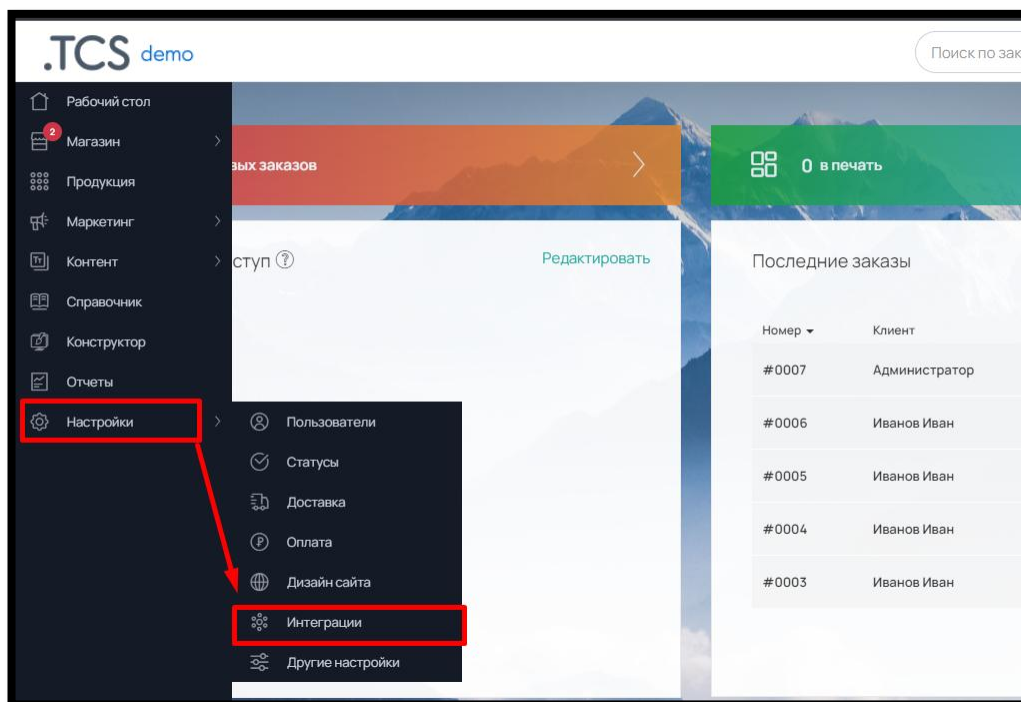 .TCS demo
Поиск по зак
Рабочий стол
2
Магазин
Продукция
Маркетинг
Контент
Справочник
Конструктор
Отчеты
Настройки
Пользователи
Статусы
Доставка
Оплата
Дизайн сайта
Интеграции
Другие настройки
вых заказов
0 в печать
ступ ?
Редактировать
Последние заказы
Номер Клиент
#0007 Администратор
#0006 Иванов Иван
#0005 Иванов Иван
#0004 Иванов Иван
#0003 Иванов Иван